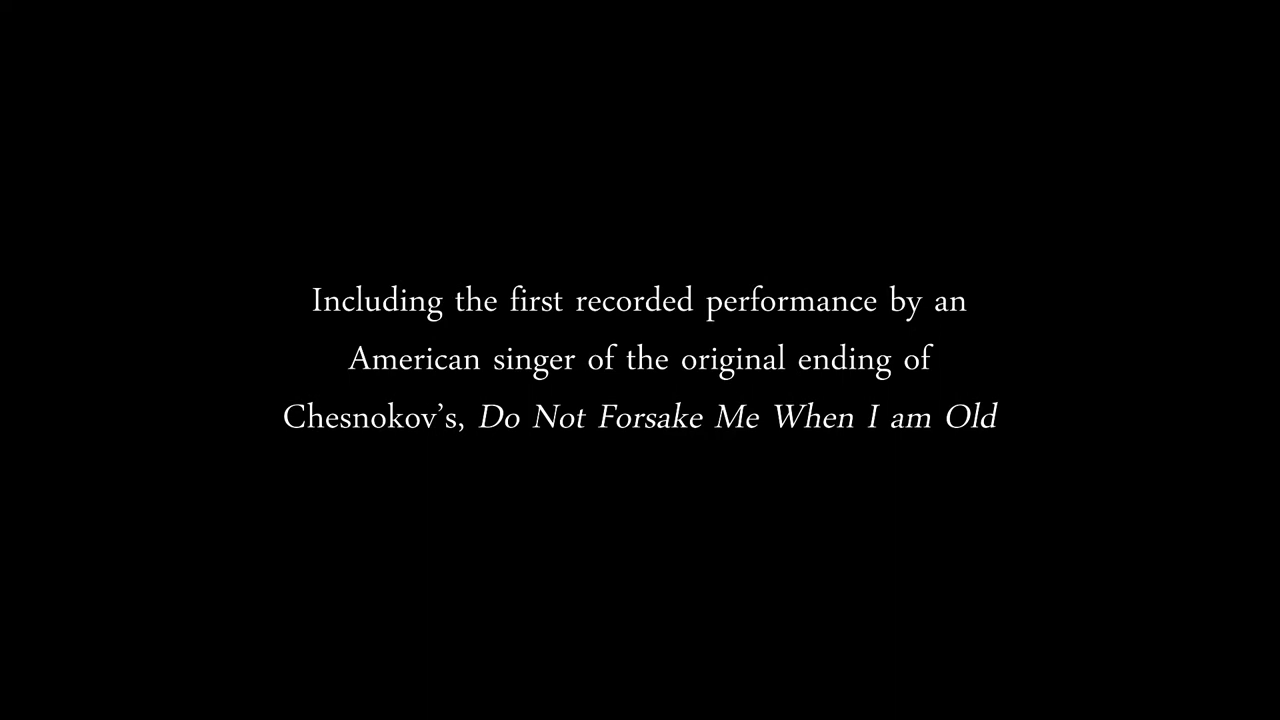 Including the first recorded performance by an
American singer of the original ending of
Chesnokov’s, Do Not Forsake Me When I am Old